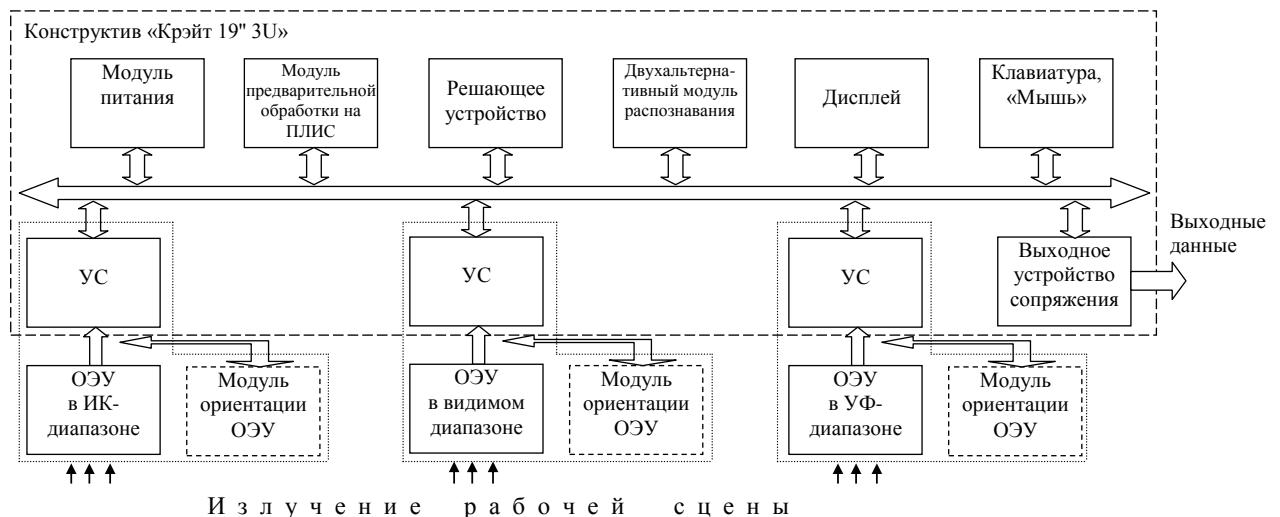 Конструктив «Крэйт 19" 3U»
Модуль
питания
Модуль
предварительной
обработки на
ПЛИС
Решающее
устройство
Двухальтерна-
тивный модуль
распознавания
Дисплей
Клавиатура,
«Мышь»
УС
УС
УС
Выходное
устройство
сопряжения
Выходные
данные
ОЭУ
в ИК-
диапазоне
Модуль
ориентации
ОЭУ
ОЭУ
в видимом
диапазоне
Модуль
ориентации
ОЭУ
ОЭУ
в УФ-
диапазоне
Модуль
ориентации
ОЭУ
Излучение рабочей сцены